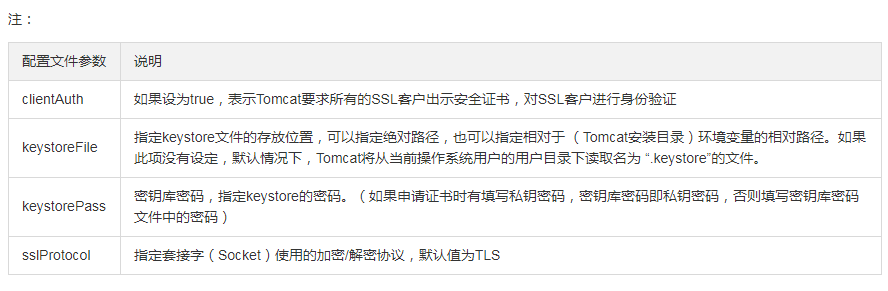 注：
配置文件参数 说明
clientAuth 如果设为true，表示Tomcat要求所有的SSL客户出示安全证书，对SSL客户进行身份验证
keystoreFile 指定keystore文件的存放位置，可以指定绝对路径，也可以指定相对于（Tomcat安装目录）环境变量的相对路径。如果
此项没有设定，默认情况下，Tomcat将从当前操作系统用户的用户目录下读取名为 “.keystore”的文件。
keystorePass 密钥库密码，指定keystore的密码。（如果申请证书时有填写私钥密码，密钥库密码即私钥密码，否则填写密钥库密码
文件中的密码）
sslProtocol 指定套接字（Socket）使用的加密/解密协议，默认值为TLS